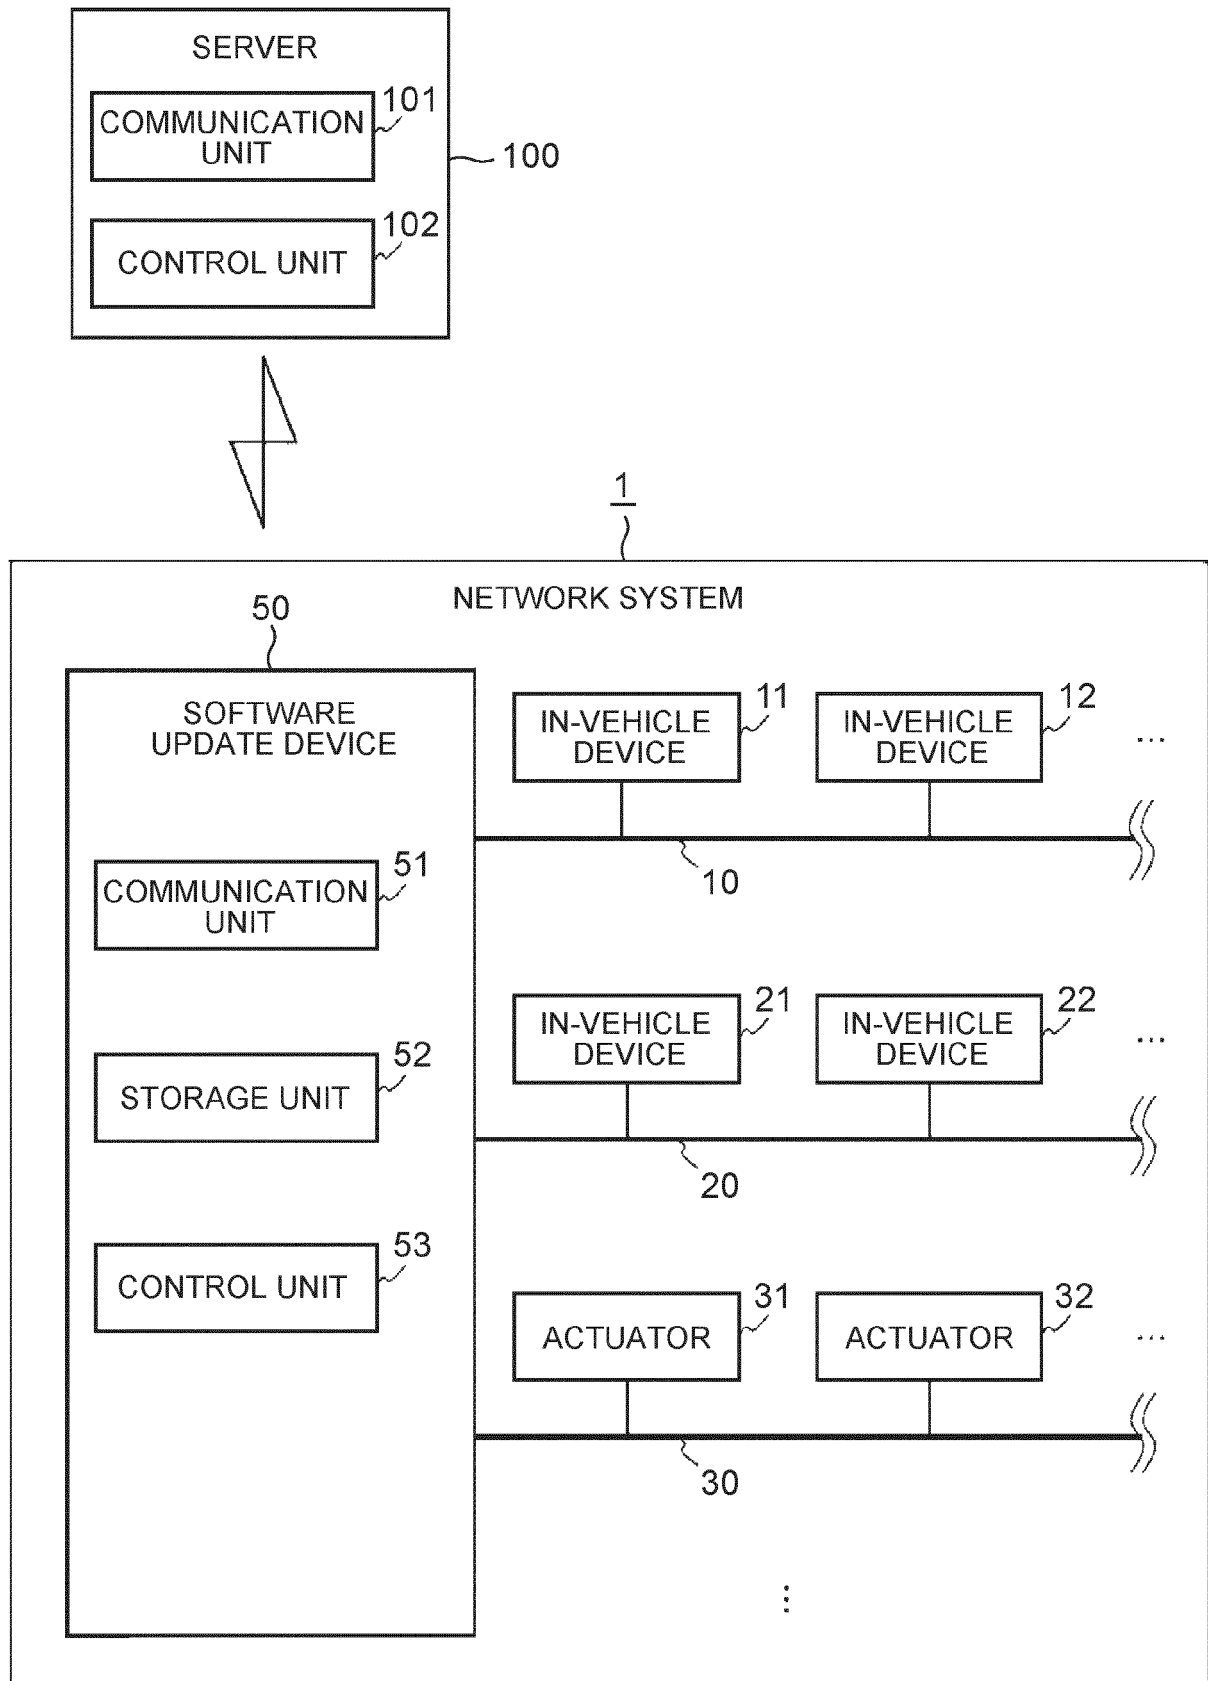 SERVER
101
COMMUNICATION
UNIT
100
102
CONTROL UNIT
1
NETWORK SYSTEM
50
SOFTWARE
UPDATE DEVICE
11
IN-VEHICLE
DEVICE
12
IN-VEHICLE
DEVICE
...
10
51
COMMUNICATION
UNIT
21
IN-VEHICLE
DEVICE
22
IN-VEHICLE
DEVICE
...
20
52
STORAGE UNIT
53
CONTROL UNIT
31
ACTUATOR
32
ACTUATOR
...
30
⋮